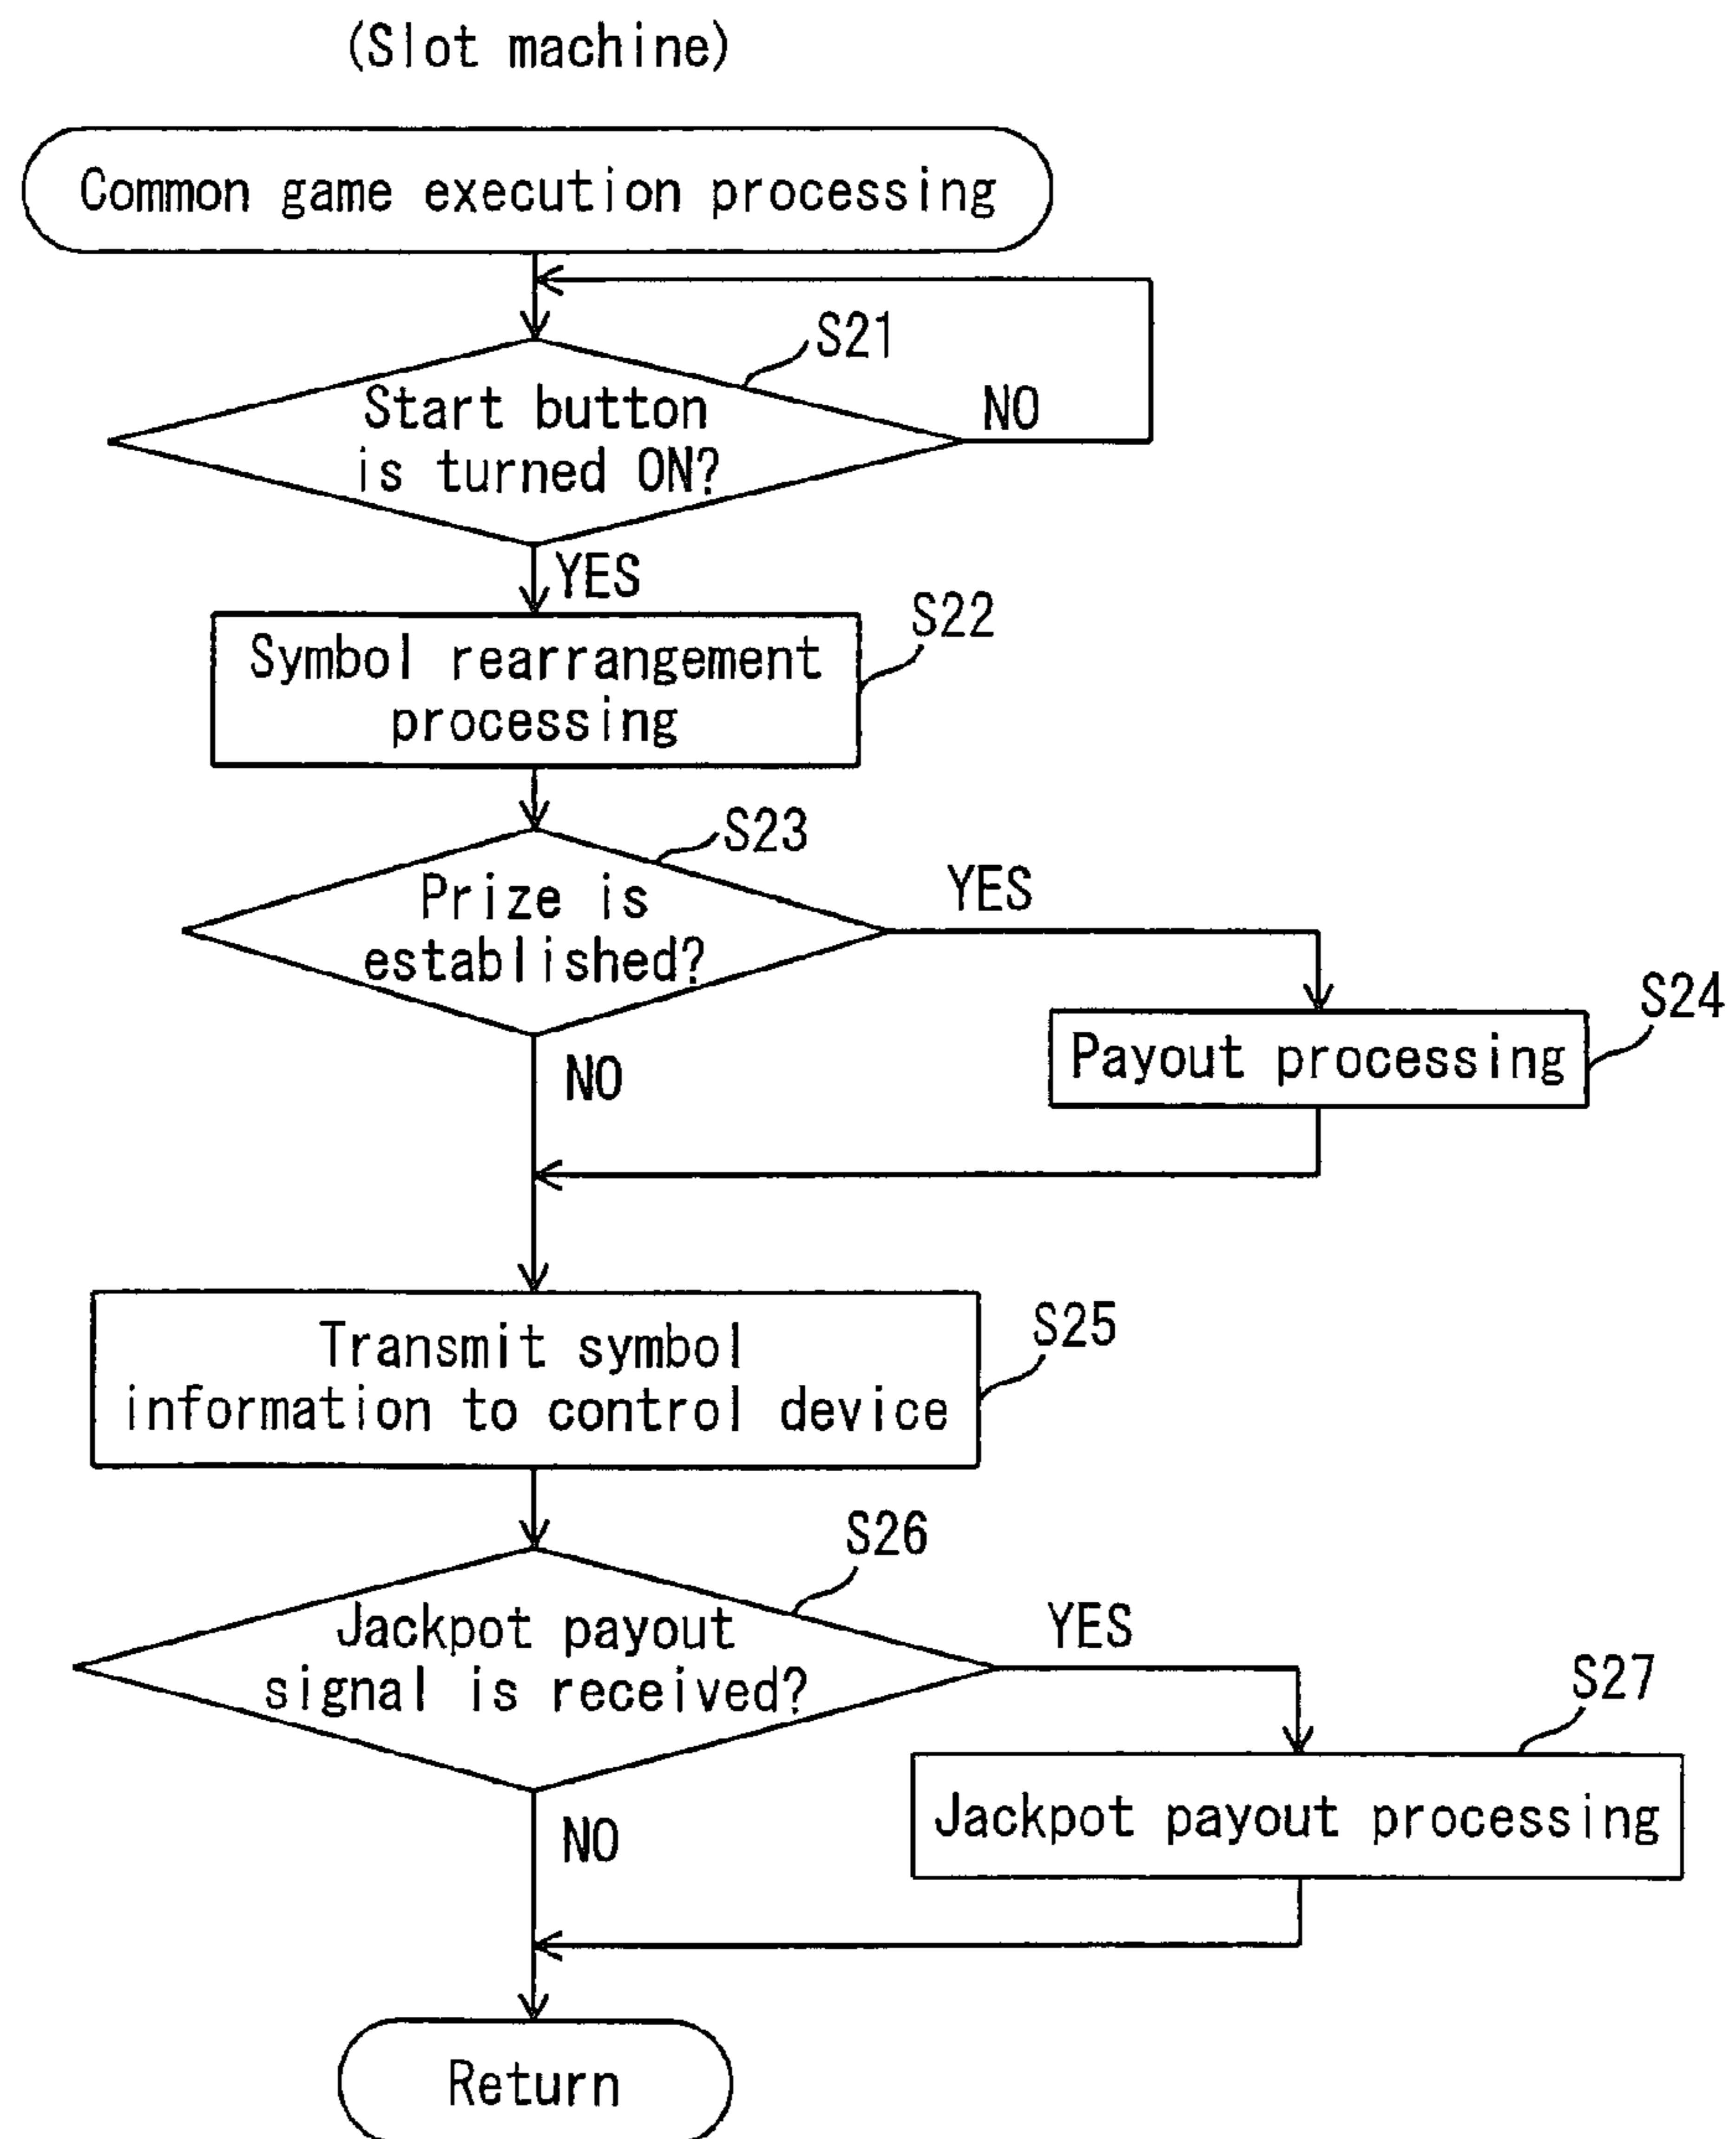 (Slot machine)
Common game execution processing
S21
Start button
is turned ON?
NO
YES
S22
Symbol rearrangement
processing
S23
Prize is
established?
YES
NO
S24
Payout processing
S25
Transmit symbol
information to control device
S26
Jackpot payout
signal is received?
YES
NO
S27
Jackpot payout processing
Return